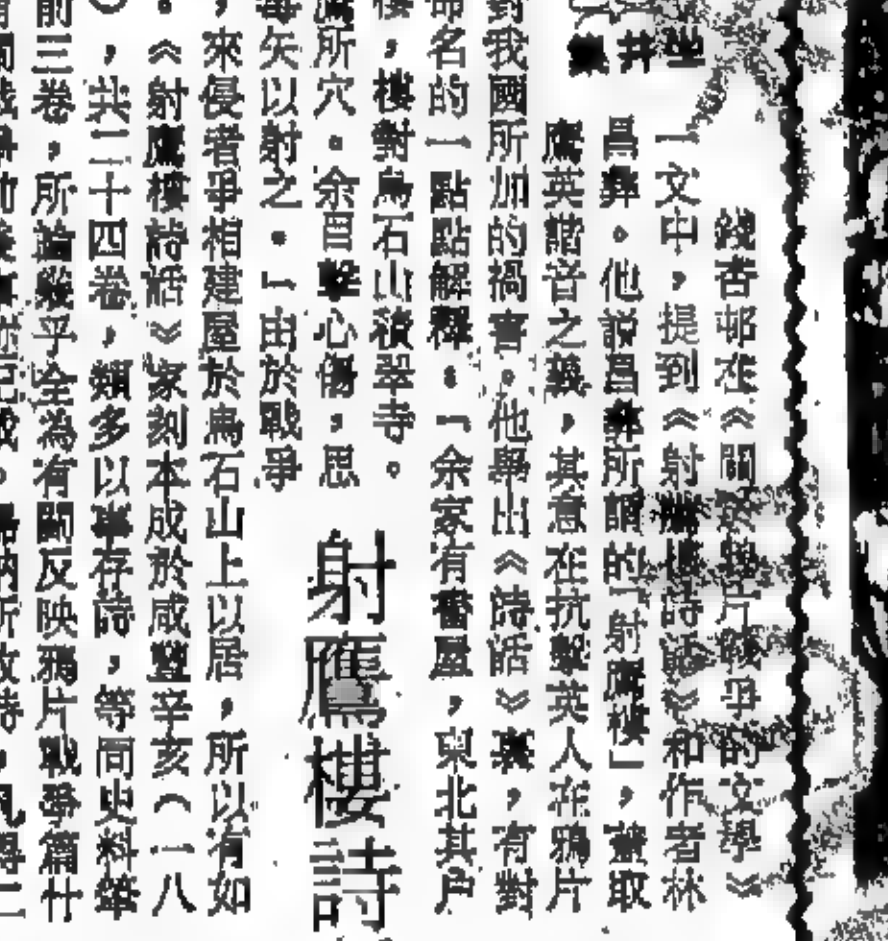 錢杏邨在《關於鴉片戰爭的文學》
一文中，提到《射鷹樓詩話》和作者林
昌彝。他說昌彝所謂的「射鷹樓」，蓋取
鷹英諧音之義，其意在抗擊英人在鴉片
對我國所加的禍害。他舉出《詩話》裏，有對
命名的一點點解釋。「余家有舊屋，東北其戶
樓，樓對烏石山積翠寺。
鷹所穴。余目擊心傷，思
毒矢以射之。」由於戰爭
射鷹樓詩
，來侵者爭相建屋於烏石山上以居，所以有如
。《射鷹樓詩話》家刻本成於咸豐辛亥（一八
，共二十四卷，類多以事存詩，等同史料筆
前三卷，所論幾乎全為有關反映鴉片戰爭篇什